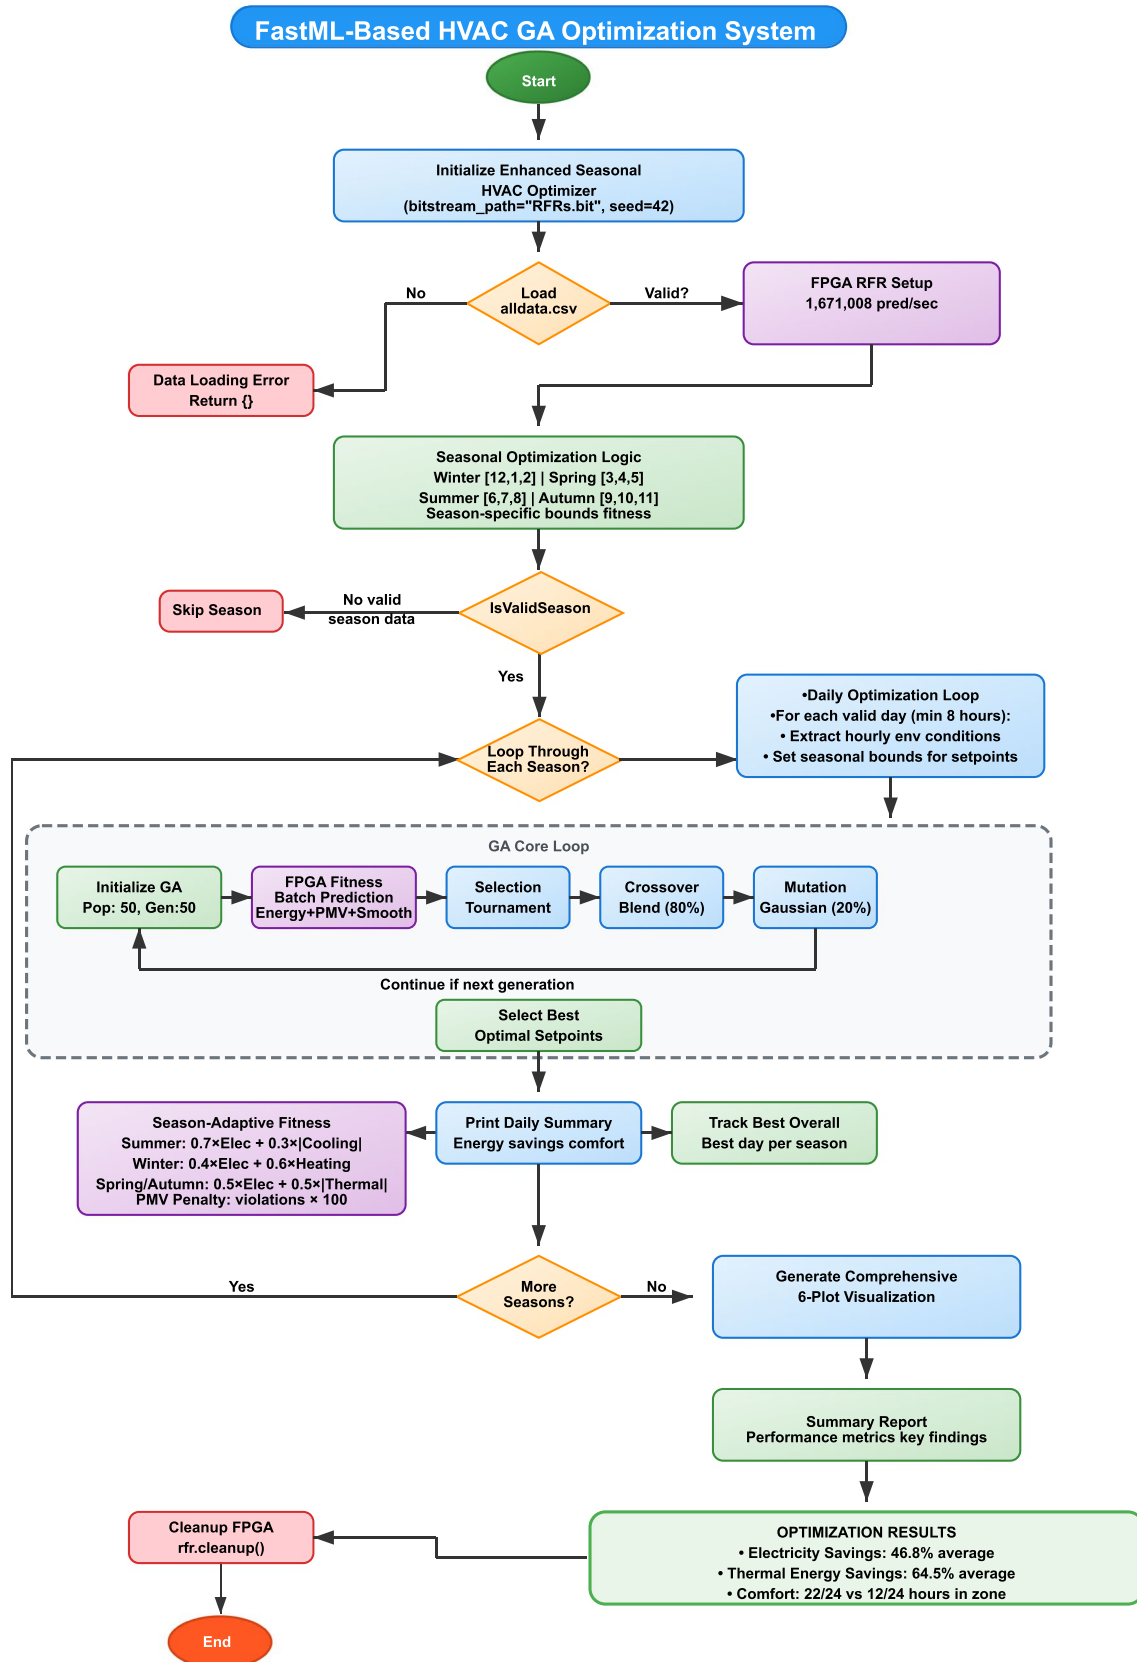 FastML-Based HVAC GA Optimization System
Start
Initialize Enhanced Seasonal
HVAC Optimizer
(bitstream_path="RFRs.bit", seed=42)
No
Load
alldata.csv
Valid?
FPGA RFR Setup
1,671,008 pred/sec
Data Loading Error
Return {}
Seasonal Optimization Logic
Winter [12,1,2] | Spring [3,4,5]
Summer [6,7,8] | Autumn [9,10,11]
Season-specific bounds fitness
Skip Season
No valid
season data
IsValidSeason
Yes
Loop Through
Each Season?
•Daily Optimization Loop
•For each valid day (min 8 hours):
• Extract hourly env conditions
• Set seasonal bounds for setpoints
GA Core Loop
Initialize GA
Pop: 50, Gen:50
FPGA Fitness
Batch Prediction
Energy+PMV+Smooth
Selection
Tournament
Crossover
Blend (80%)
Mutation
Gaussian (20%)
Continue if next generation
Select Best
Optimal Setpoints
Season-Adaptive Fitness
Summer: 0.7×Elec + 0.3×|Cooling|
Winter: 0.4×Elec + 0.6×Heating
Spring/Autumn: 0.5×Elec + 0.5×|Thermal|
PMV Penalty: violations × 100
Print Daily Summary
Energy savings comfort
Track Best Overall
Best day per season
Yes
More
Seasons?
No
Generate Comprehensive
6-Plot Visualization
Summary Report
Performance metrics key findings
Cleanup FPGA
rfr.cleanup()
OPTIMIZATION RESULTS
• Electricity Savings: 46.8% average
• Thermal Energy Savings: 64.5% average
• Comfort: 22/24 vs 12/24 hours in zone
End